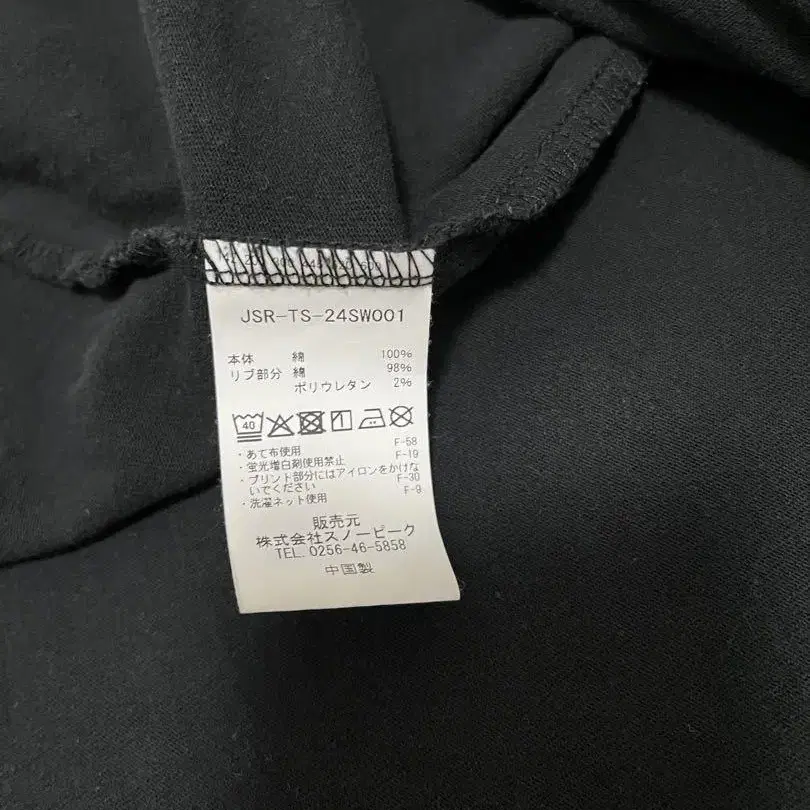 JSR-TS-24SW001
本体 綿 100%
リブ部分 綿 98%
ポリウレタン 2%
40
・あて布使用 F-58
・蛍光増白剤使用禁止 F-19
・プリント部分にはアイロンをかけな F-30
いでください
・洗濯ネット使用 F-9
販売元
株式会社スノーピーク
TEL.0256-46-5858
中国製